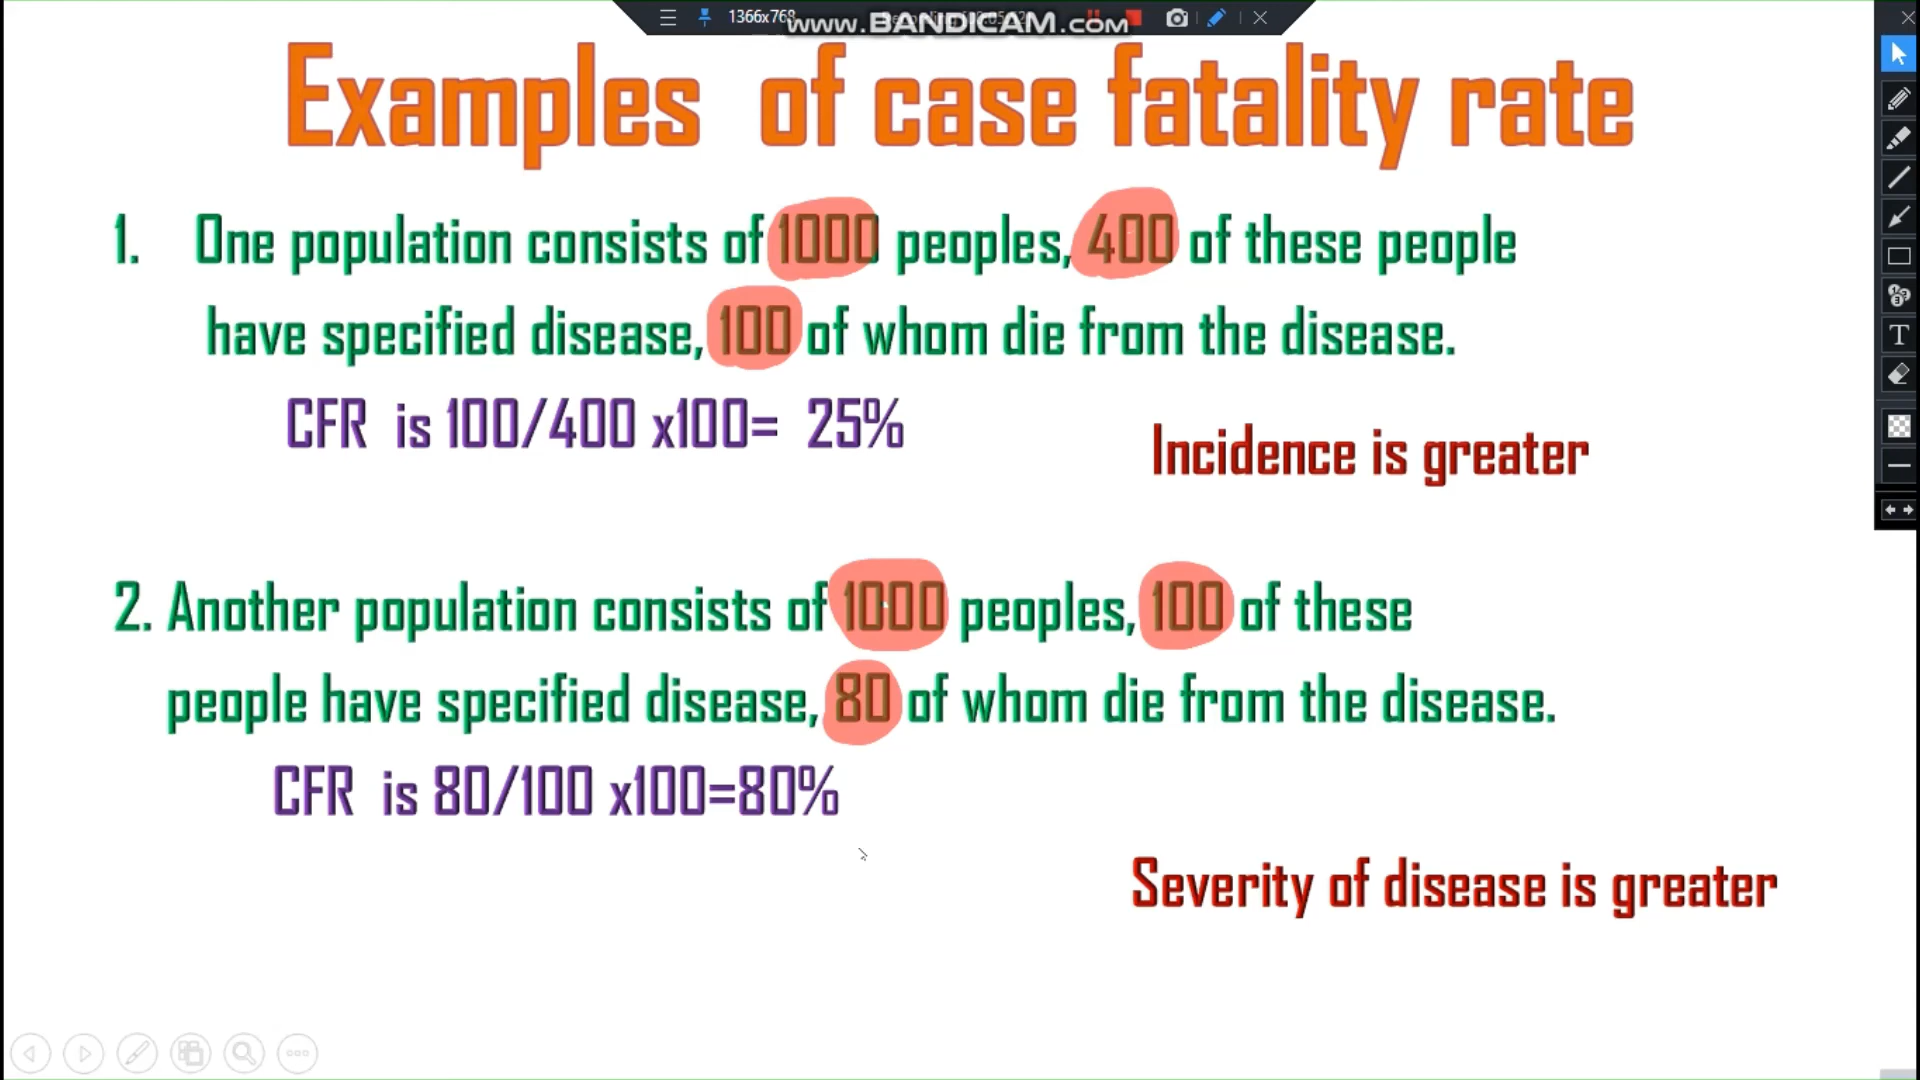 1366x768
www.BANDICAM.com
Examples of case fatality rate
1. One population consists of 1000 peoples, 400 of these people
have specified disease, 100 of whom die from the disease.
CFR is 100/400 x100= 25%
Incidence is greater
2. Another population consists of 1000 peoples, 100 of these
people have specified disease, 80 of whom die from the disease.
CFR is 80/100 x100=80%
Severity of disease is greater